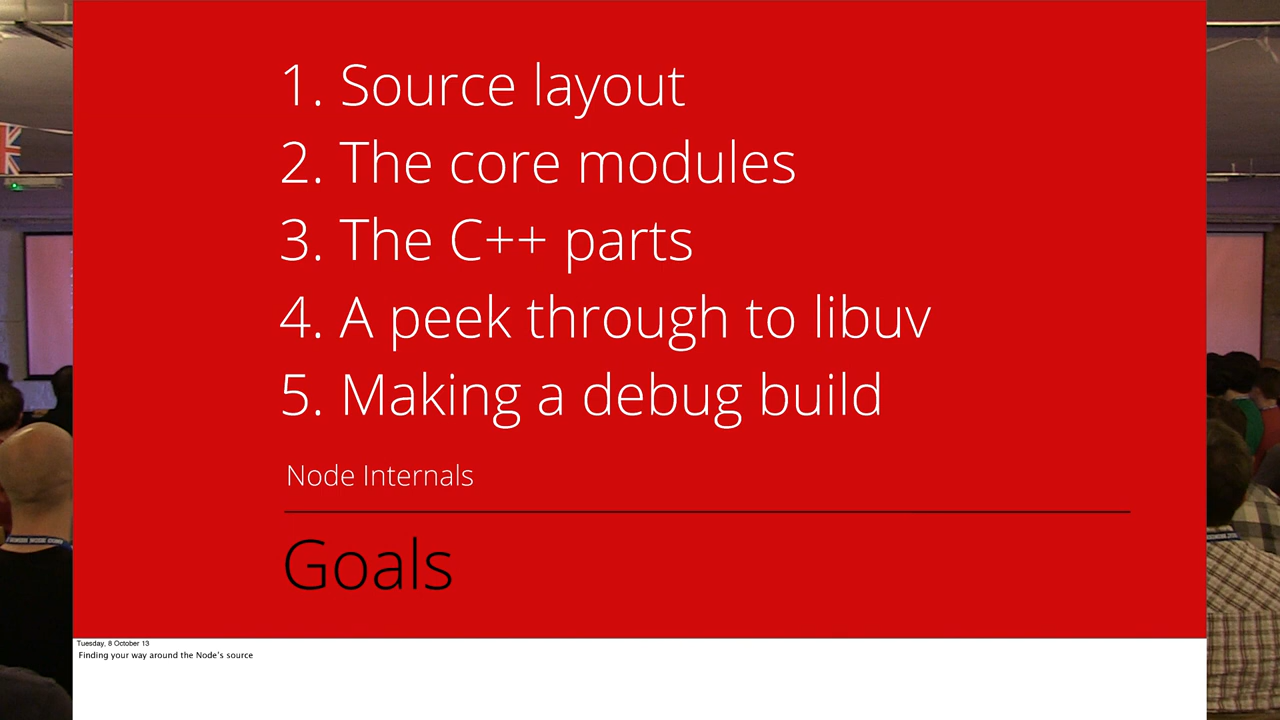 1. Source layout
2. The core modules
3. The C++ parts
4. A peek through to libuv
5. Making a debug build
Node Internals
Goals
Tuesday, 8 October 13
Finding your way around the Node's source